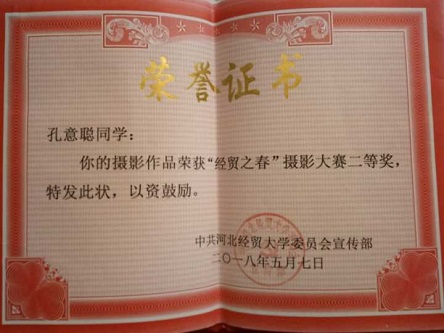 荣誉证书
孔意聪同学：
你的摄影作品荣获“经贸之春”摄影大赛二等奖，
特发此状，以资鼓励。
中共河北经贸大学委员会宣传部
二〇一八年五月七日